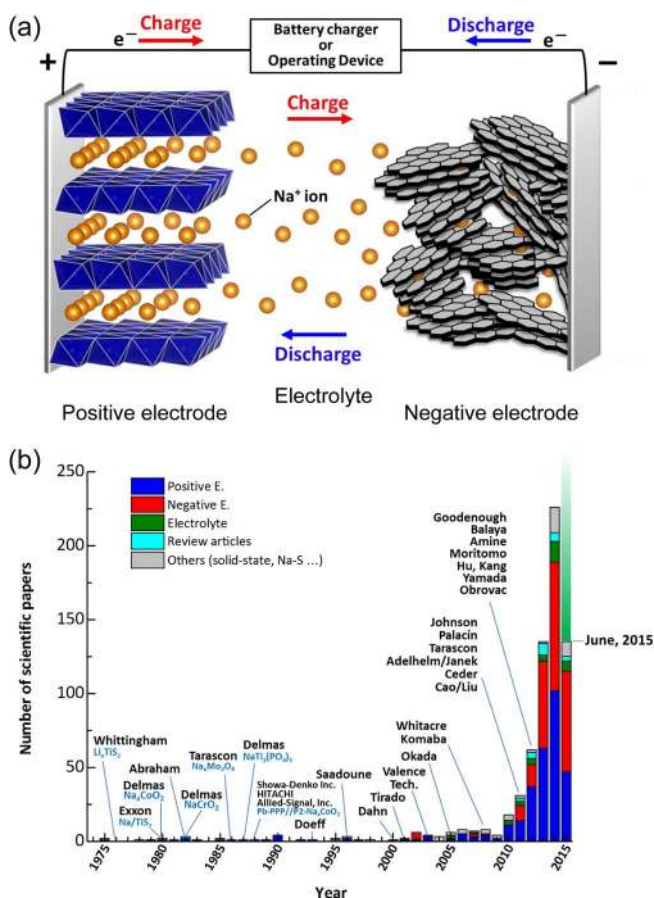 (a)
e⁻ Charge
Battery charger
or
Operating Device
Discharge
e⁻
+
−
Charge
Na⁺ ion
Discharge
Positive electrode
Electrolyte
Negative electrode
(b)
Number of scientific papers
250
200
150
100
50
0
Positive E.
Negative E.
Electrolyte
Review articles
Others (solid-state, Na-S ...)
Goodenough
Balaya
Amine
Moritomo
Hu, Kang
Yamada
Obrovac
June, 2015
Johnson
Palacín
Tarascon
Adelhelm/Janek
Ceder
Cao/Liu
Whitacre
Komaba
Okada
Valence
Tech.
Tirado
Dahn
Saadoune
Doeff
Delmas
NaTi₂(PO₄)₃
Showa-Denko Inc.
HITACHI
Allied-Signal, Inc.
Pb-PPP//P2-NaₓCoO₂
Tarascon
NaₓMo₂O₄
Delmas
NaCrO₂
Abraham
Whittingham
LiₓTiS₂
Delmas
NaₓCoO₂
Exxon
Na/TiS₂
1975
1980
1985
1990
1995
2000
2005
2010
2015
Year